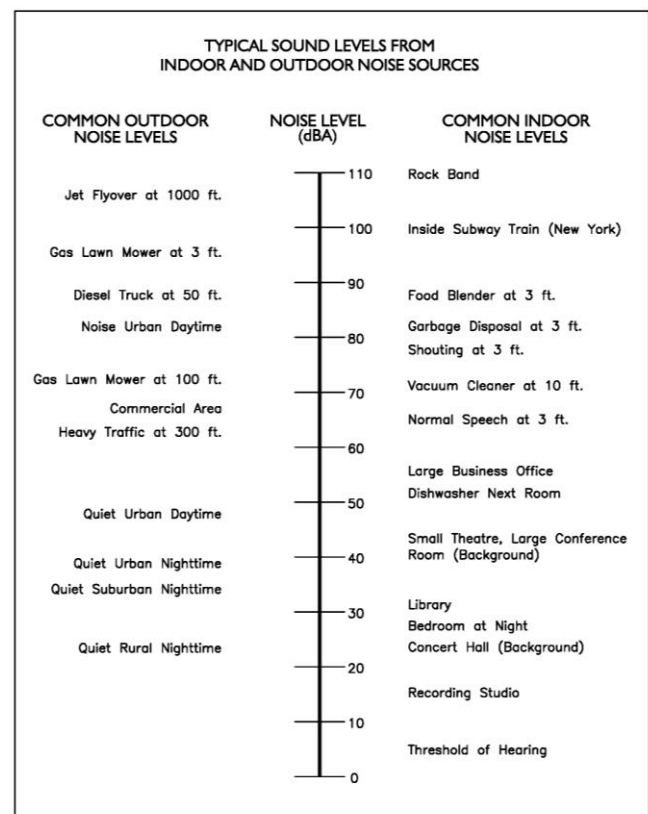 TYPICAL SOUND LEVELS FROM
INDOOR AND OUTDOOR NOISE SOURCES
COMMON OUTDOOR
NOISE LEVELS
NOISE LEVEL
(dBA)
COMMON INDOOR
NOISE LEVELS
110 Rock Band
Jet Flyover at 1000 ft.
100 Inside Subway Train (New York)
Gas Lawn Mower at 3 ft.
90
Diesel Truck at 50 ft. Food Blender at 3 ft.
Noise Urban Daytime Garbage Disposal at 3 ft.
80
Shouting at 3 ft.
Gas Lawn Mower at 100 ft. Vacuum Cleaner at 10 ft.
70
Commercial Area
Normal Speech at 3 ft.
Heavy Traffic at 300 ft.
60
Large Business Office
Dishwasher Next Room
50
Quiet Urban Daytime
Small Theatre, Large Conference
40 Room (Background)
Quiet Urban Nighttime
Quiet Suburban Nighttime
30 Library
Bedroom at Night
Quiet Rural Nighttime Concert Hall (Background)
20
Recording Studio
10
Threshold of Hearing
0